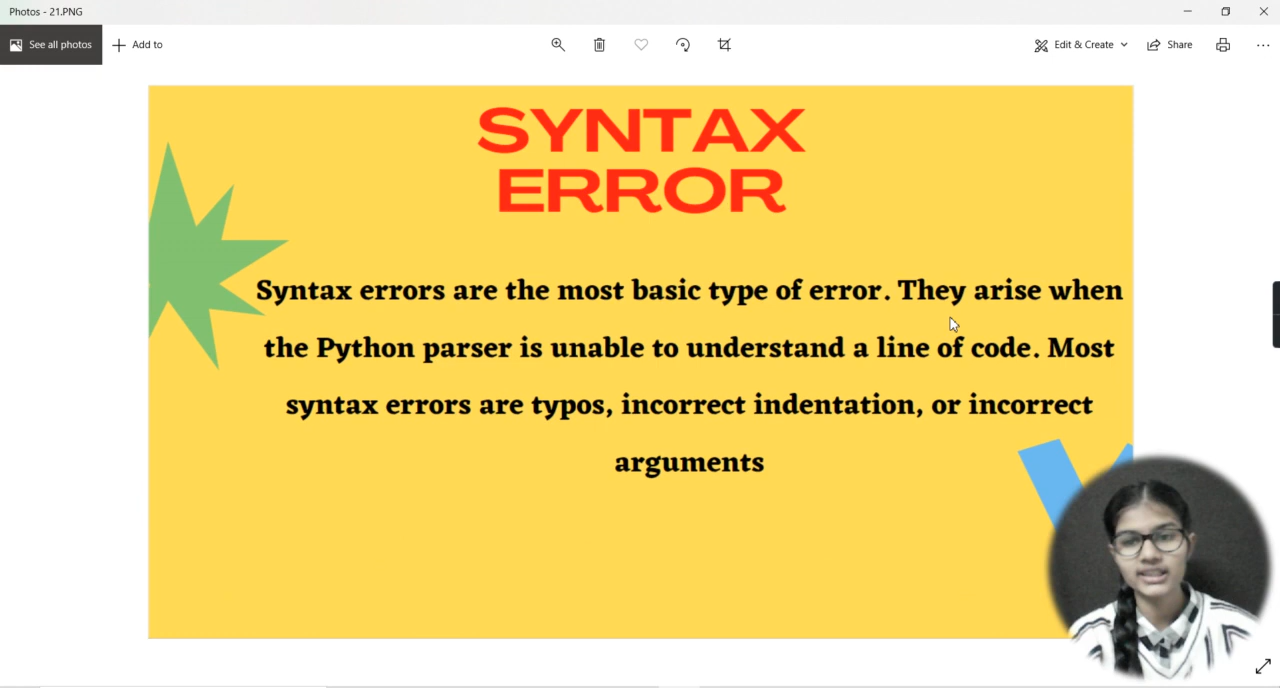 Photos - 21.PNG
See all photos
Add to
Edit & Create
Share
SYNTAX
ERROR
Syntax errors are the most basic type of error. They arise when
the Python parser is unable to understand a line of code. Most
syntax errors are typos, incorrect indentation, or incorrect
arguments